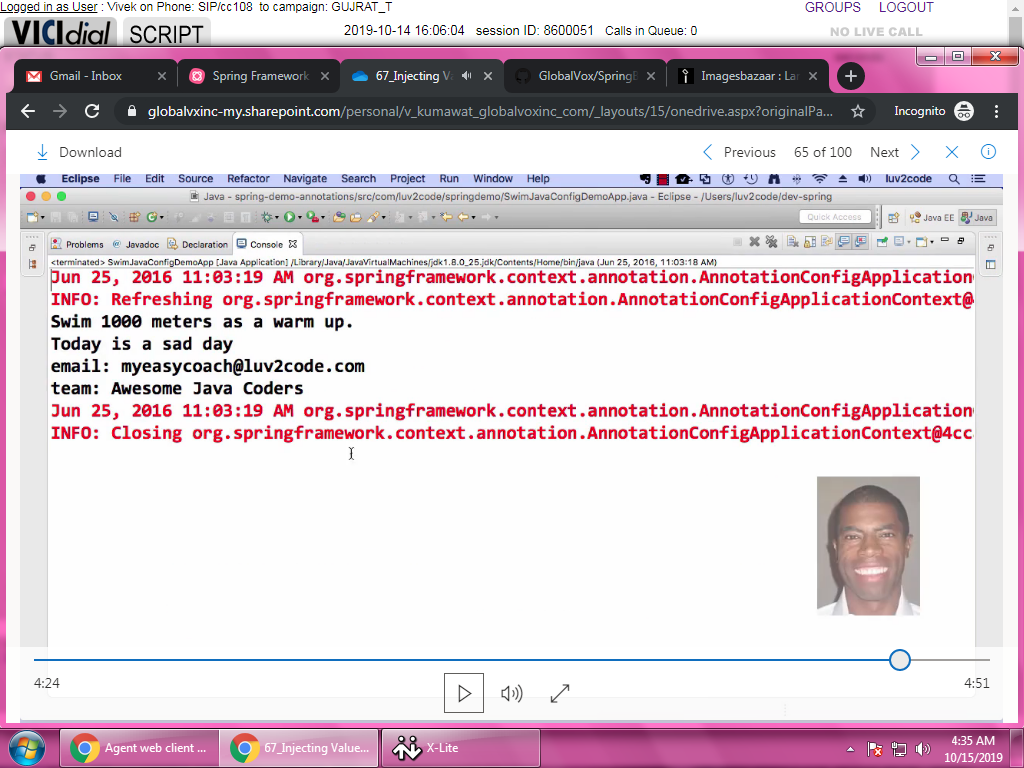 Logged in as User : Vivek on Phone: SIP/cc108 to campaign: GUJRAT_T GROUPS LOGOUT
VICIdial SCRIPT 2019-10-14 16:06:04 session ID: 8600051 Calls in Queue: 0 NO LIVE CALL
Gmail - Inbox Spring Framework 67_Injecting Va GlobalVox/SpringB Imagesbazaar : Lar
globalvxinc-my.sharepoint.com/personal/v_kumawat_globalvoxinc_com/_layouts/15/onedrive.aspx?originalPa... Incognito
Download Previous 65 of 100 Next
Eclipse File Edit Source Refactor Navigate Search Project Run Window Help luv2code
Java - spring-demo-annotations/src/com/luv2code/springdemo/SwimJavaConfigDemoApp.java - Eclipse - /Users/luv2code/dev-spring
Quick Access Java EE Java
Problems Javadoc Declaration Console
<terminated> SwimJavaConfigDemoApp [Java Application] /Library/Java/JavaVirtualMachines/jdk1.8.0_25.jdk/Contents/Home/bin/java (Jun 25, 2016, 11:03:18 AM)
Jun 25, 2016 11:03:19 AM org.springframework.context.annotation.AnnotationConfigApplication
INFO: Refreshing org.springframework.context.annotation.AnnotationConfigApplicationContext@
Swim 1000 meters as a warm up.
Today is a sad day
email: myeasycoach@luv2code.com
team: Awesome Java Coders
Jun 25, 2016 11:03:19 AM org.springframework.context.annotation.AnnotationConfigApplication
INFO: Closing org.springframework.context.annotation.AnnotationConfigApplicationContext@4cc
4:24 4:51
Agent web client ... 67_Injecting Value... X-Lite 4:35 AM
10/15/2019